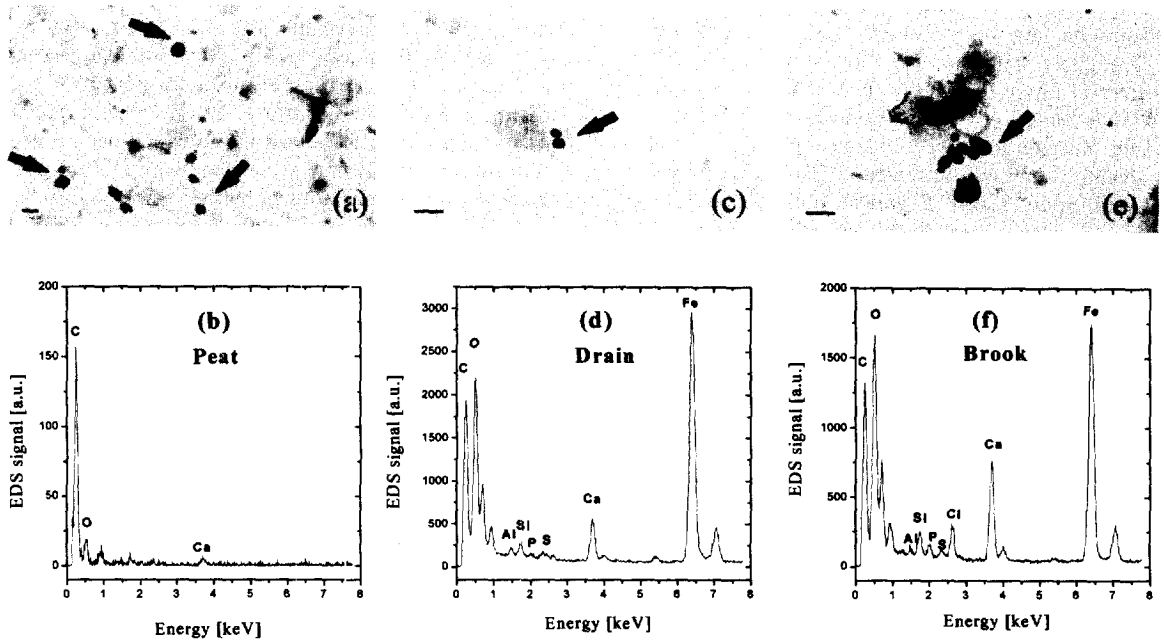 (a)
(c)
(e)
(b)
Peat
C
O
Ca
EDS signal [a.u.]
0
50
100
150
200
0 1 2 3 4 5 6 7 8
Energy [keV]
(d)
Drain
C
O
Al
Si
P
S
Ca
Fe
EDS signal [a.u.]
0
500
1000
1500
2000
2500
3000
0 1 2 3 4 5 6 7 8
Energy [keV]
(f)
Brook
C
O
Al
Si
P
S
Cl
Ca
Fe
EDS signal [a.u.]
0
500
1000
1500
2000
0 1 2 3 4 5 6 7 8
Energy [keV]